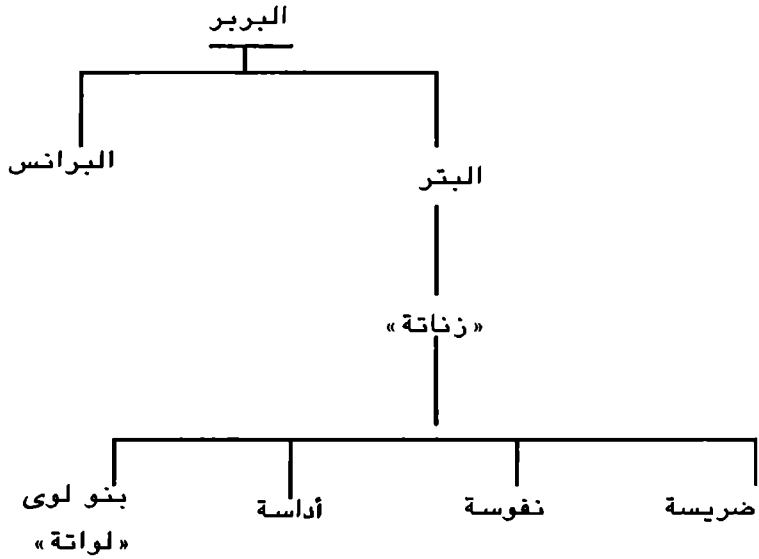 البربر
البتر
البرانس
«زناتة»
ضريسة
نفوسة
أداسة
بنو لوى
«لواتة»